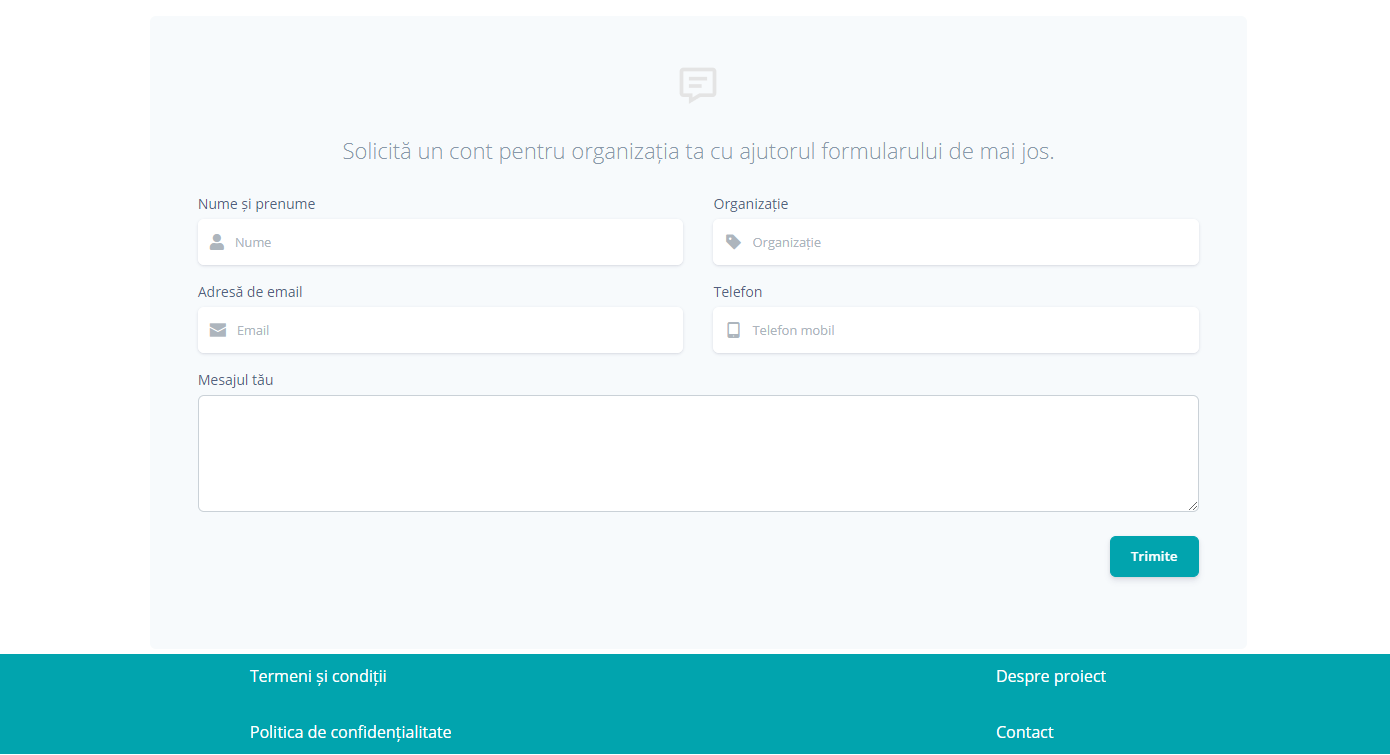 Solicită un cont pentru organizația ta cu ajutorul formularului de mai jos.
Nume și prenume
Organizație
Nume
Organizație
Adresă de email
Telefon
Email
Telefon mobil
Mesajul tău
Trimite
Termeni și condiții
Despre proiect
Politica de confidențialitate
Contact